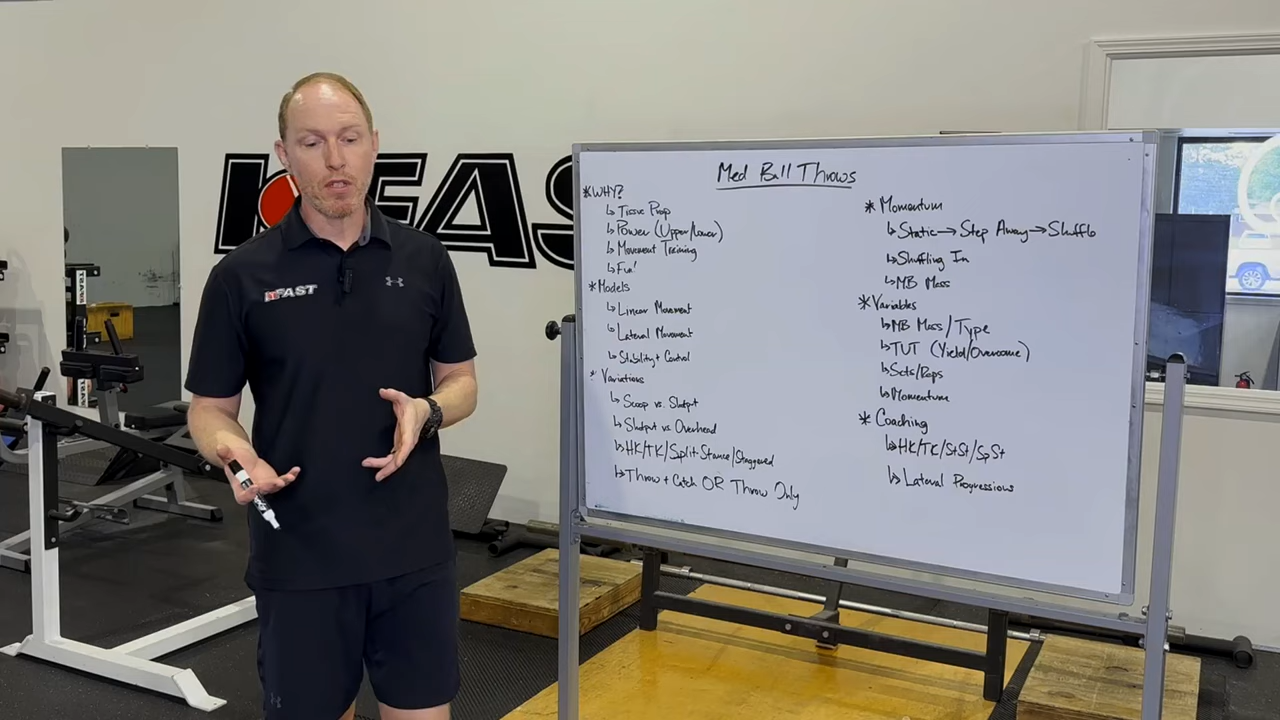 IFAST
IFAST
Med Ball Throws
* WHY?
↳ Tissue Prep
↳ Power (Upper/Lower)
↳ Movement Training
↳ Fun!
* Models
↳ Linear Movement
↳ Lateral Movement
↳ Stability + Control
* Variations
↳ Scoop vs. Shotput
↳ Shotput vs Overhead
↳ HK/TK/Split Stance/Staggered
↳ Throw + Catch OR Throw Only
* Momentum
↳ Static → Step Away → Shuffle
↳ Shuffling In
↳ MB Mass
* Variables
↳ MB Mass / Type
↳ TUT (Yield/Overcome)
↳ Sets/Reps
↳ Momentum
* Coaching
↳ HK/TK/StSt/SpSt
↳ Lateral Progressions